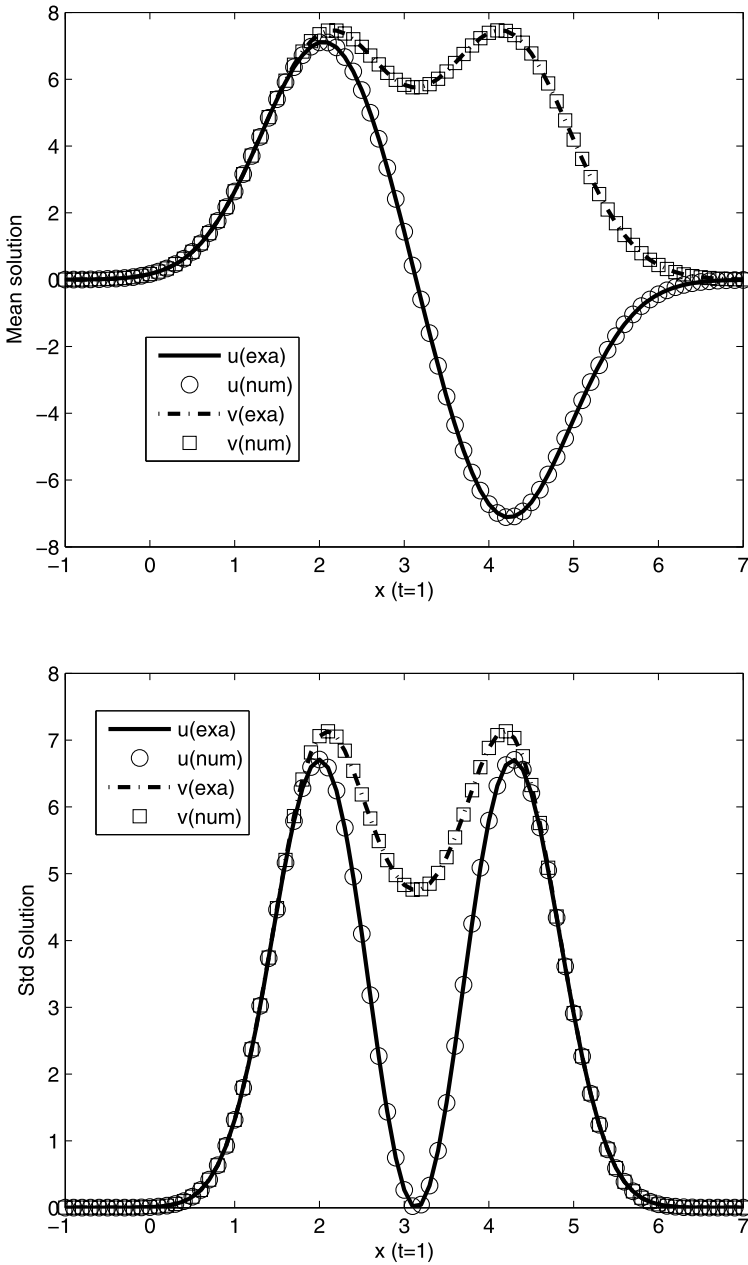 8
6
4
2
0
−2
−4
−6
−8
Mean solution
u(exa)
u(num)
v(exa)
v(num)
−1 0 1 2 3 4 5 6 7
x (t=1)
8
7
6
5
4
3
2
1
0
Std Solution
u(exa)
u(num)
v(exa)
v(num)
−1 0 1 2 3 4 5 6 7
x (t=1)